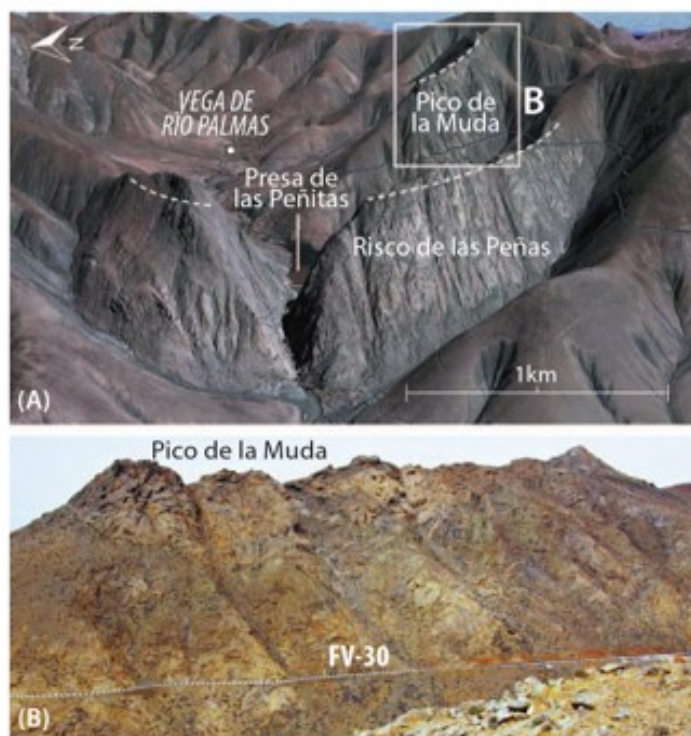 N
VEGA DE
RÌO PALMAS
Presa de
las Peñitas
Pico de
la Muda
B
Risco de las Peñas
1km
(A)
Pico de la Muda
FV-30
(B)